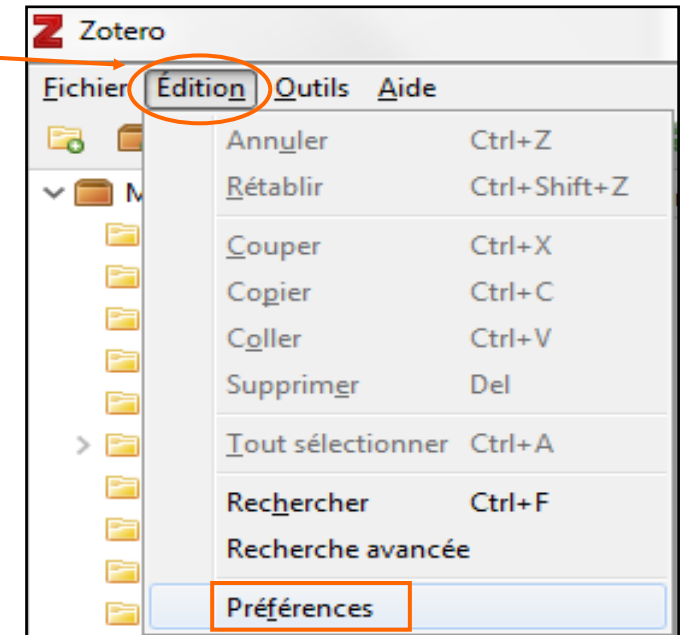 Zotero
Fichier Édition Outils Aide
Annuler Ctrl+Z
Rétablir Ctrl+Shift+Z
Couper Ctrl+X
Copier Ctrl+C
Coller Ctrl+V
Supprimer Del
Tout sélectionner Ctrl+A
Rechercher Ctrl+F
Recherche avancée
Préférences